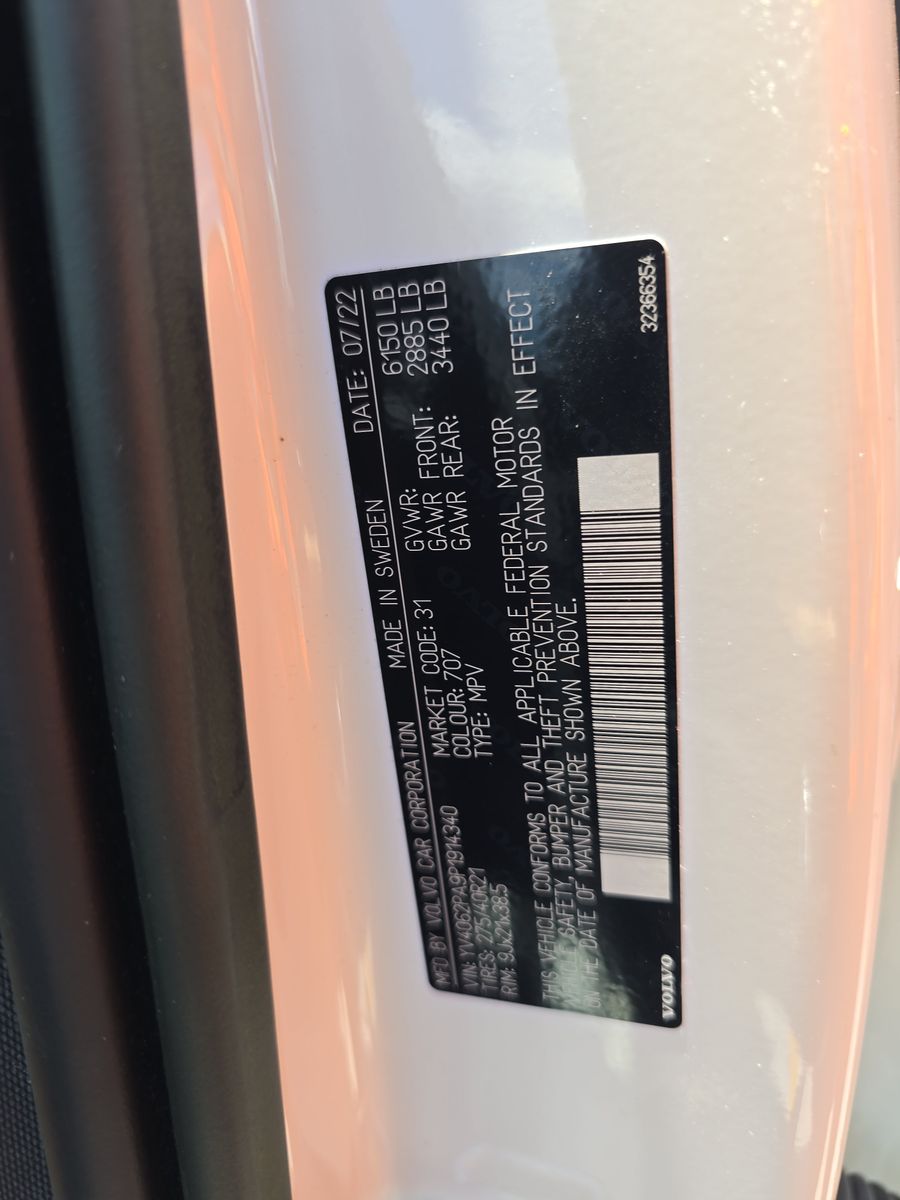 MFD BY VOLVO CAR CORPORATION MADE IN SWEDEN DATE: 07/22
VIN: YV4062PA9P1914340 MARKET CODE: 31 GVWR: 6150 LB
TIRES: 275/40R21 COLOUR: 707 GAWR FRONT: 2885 LB
RIM: 9Jx21x38.5 TYPE: MPV GAWR REAR: 3440 LB
THIS VEHICLE CONFORMS TO ALL APPLICABLE FEDERAL MOTOR
VEHICLE SAFETY, BUMPER AND THEFT PREVENTION STANDARDS IN EFFECT
ON THE DATE OF MANUFACTURE SHOWN ABOVE.
VOLVO 32366354